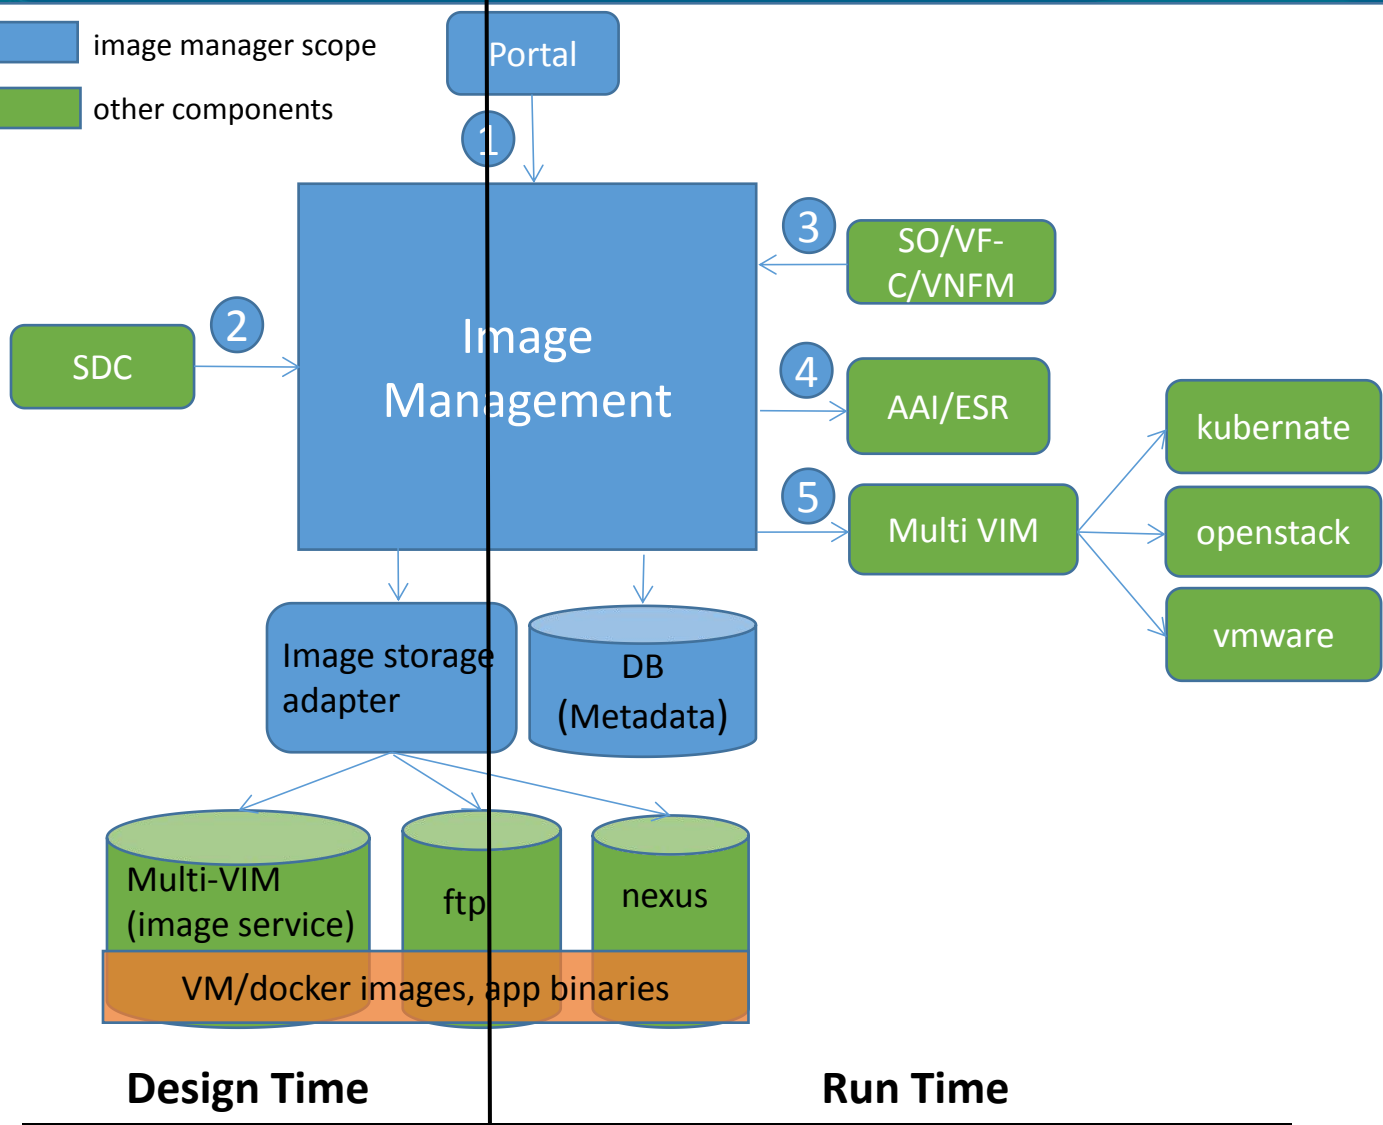 image manager scope
other components
Portal
1
3
SO/VF-
C/VNFM
2
SDC
Image
Management
4
AAI/ESR
5
Multi VIM
kubernate
openstack
vmware
Image storage
adapter
DB
(Metadata)
Multi-VIM
(image service)
ftp
nexus
VM/docker images, app binaries
Design Time
Run Time